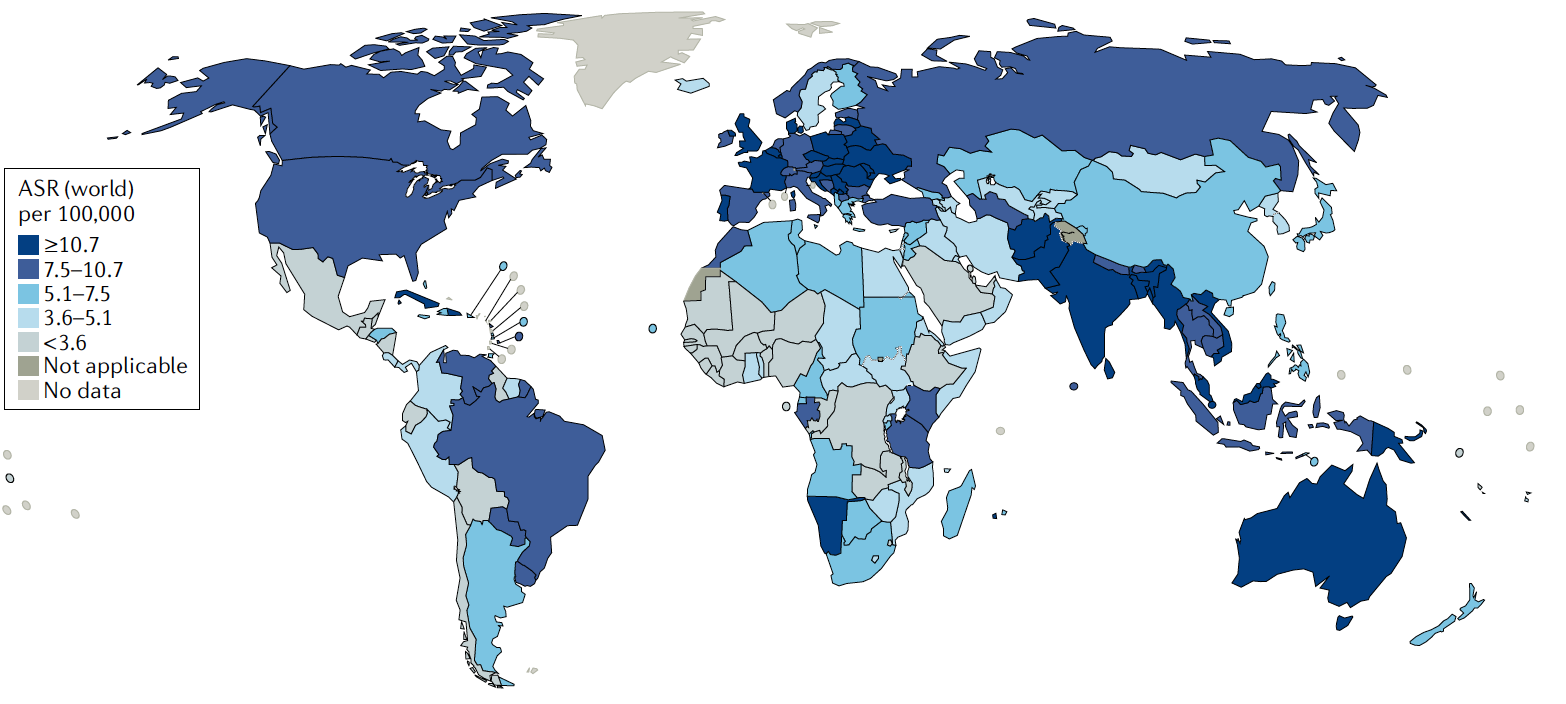 ASR (world)
per 100,000
≥10.7
7.5–10.7
5.1–7.5
3.6–5.1
<3.6
Not applicable
No data